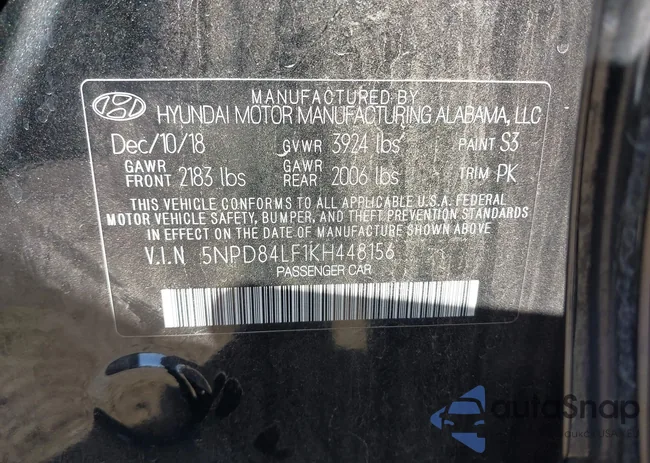 MANUFACTURED BY
HYUNDAI MOTOR MANUFACTURING ALABAMA, LLC
Dec/10/18 GVWR 3924 lbs PAINT S3
GAWR FRONT 2183 lbs GAWR REAR 2006 lbs TRIM PK
THIS VEHICLE CONFORMS TO ALL APPLICABLE U.S.A. FEDERAL
MOTOR VEHICLE SAFETY, BUMPER, AND THEFT PREVENTION STANDARDS
IN EFFECT ON THE DATE OF MANUFACTURE SHOWN ABOVE
V.I.N 5NPD84LF1KH448156
PASSENGER CAR
autoSnap